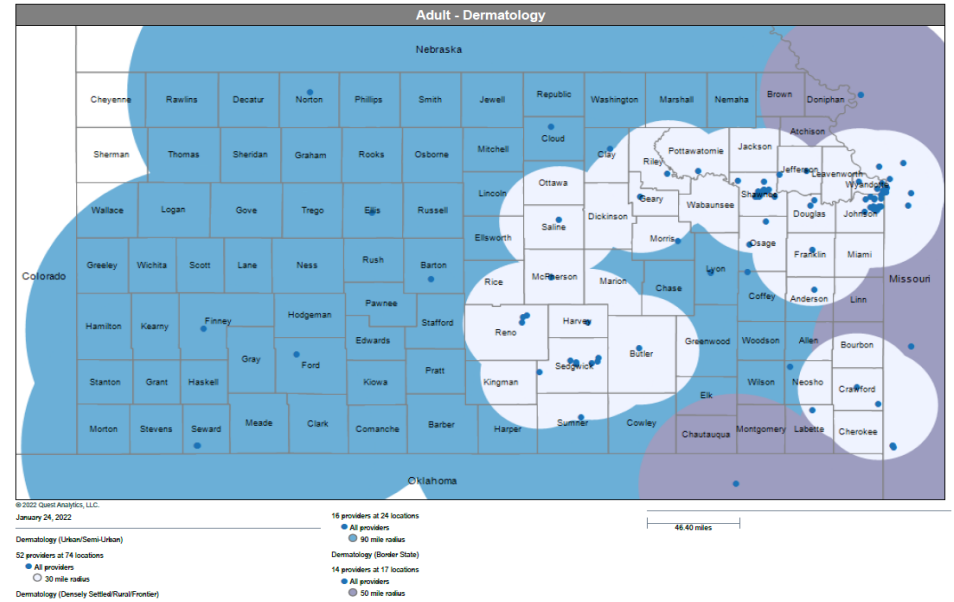 Adult - Dermatology
Nebraska
Cheyenne Rawlins Decatur Norton Phillips Smith Jewell Republic Washington Marshall Nemaha Brown Doniphan
Cloud Atchison
Sherman Thomas Sheridan Graham Rooks Osborne Mitchell Clay Riley Pottawatomie Jackson
Jefferson Leavenworth
Ottawa Wyandotte
Lincoln Geary Wabaunsee Shawnee
Wallace Logan Gove Trego Ellis Russell Dickinson Douglas Johnson
Ellsworth Saline Morris Osage
Colorado Greeley Wichita Scott Lane Ness Rush Barton Lyon Franklin Miami Missouri
Rice McPherson Marion Chase
Pawnee Coffey Anderson Linn
Hamilton Kearny Finney Hodgeman Stafford Reno Harvey
Edwards Greenwood Woodson Allen Bourbon
Gray Ford Sedgwick Butler
Stanton Grant Haskell Kiowa Pratt Kingman Wilson Neosho Crawford
Elk
Morton Stevens Seward Meade Clark Comanche Barber Harper Sumner Cowley Chautauqua Montgomery Labette Cherokee
Oklahoma
© 2022 Quest Analytics, LLC.
January 24, 2022
Dermatology (Urban/Semi-Urban)
52 providers at 74 locations
All providers
30 mile radius
Dermatology (Densely Settled/Rural/Frontier)
16 providers at 24 locations
All providers
90 mile radius
Dermatology (Border State)
14 providers at 17 locations
All providers
50 mile radius
46.40 miles